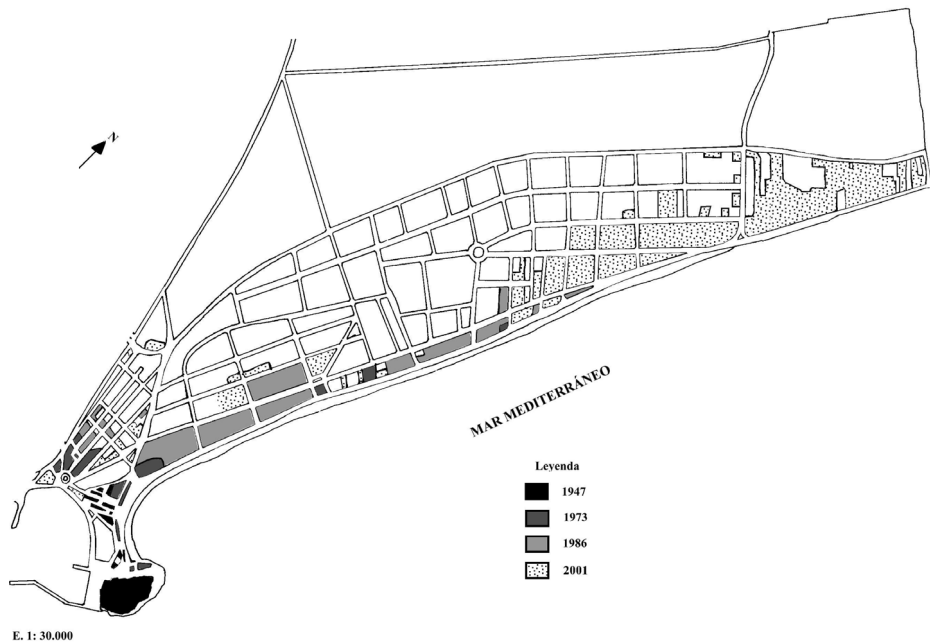 N
MAR MEDITERRÁNEO
Leyenda
1947
1973
1986
2001
E. 1: 30.000